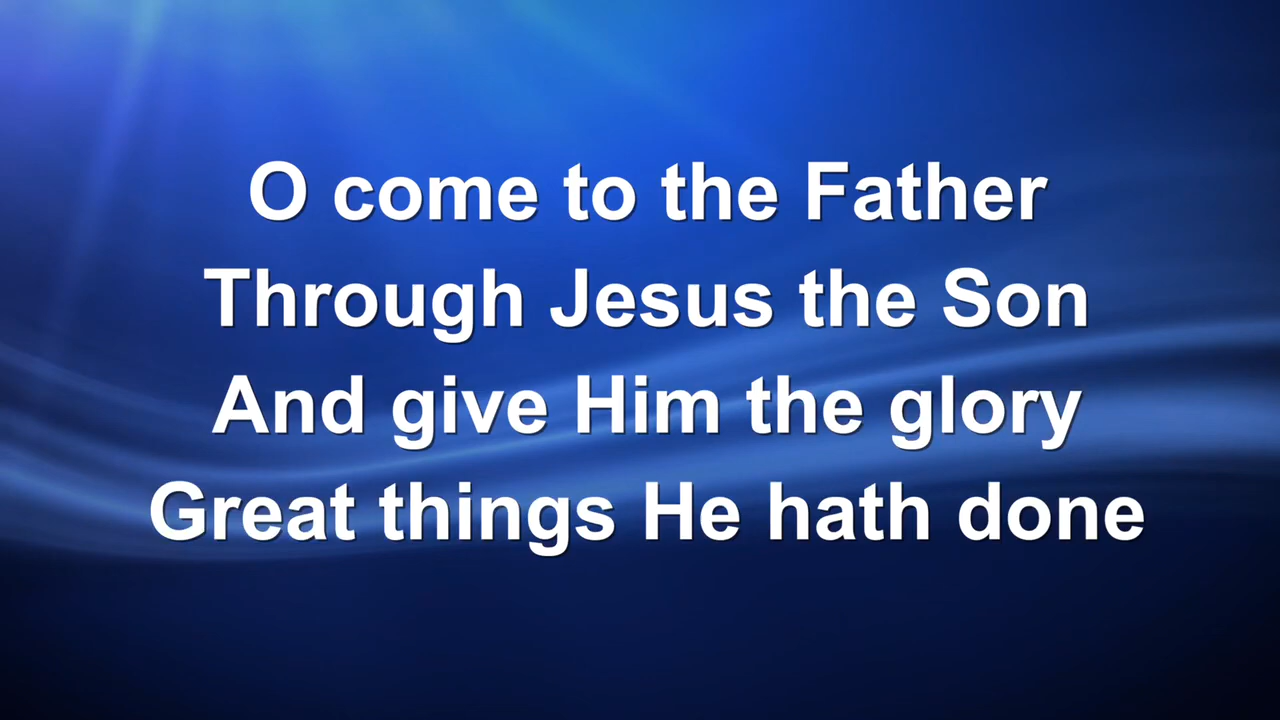 O come to the Father
Through Jesus the Son
And give Him the glory
Great things He hath done